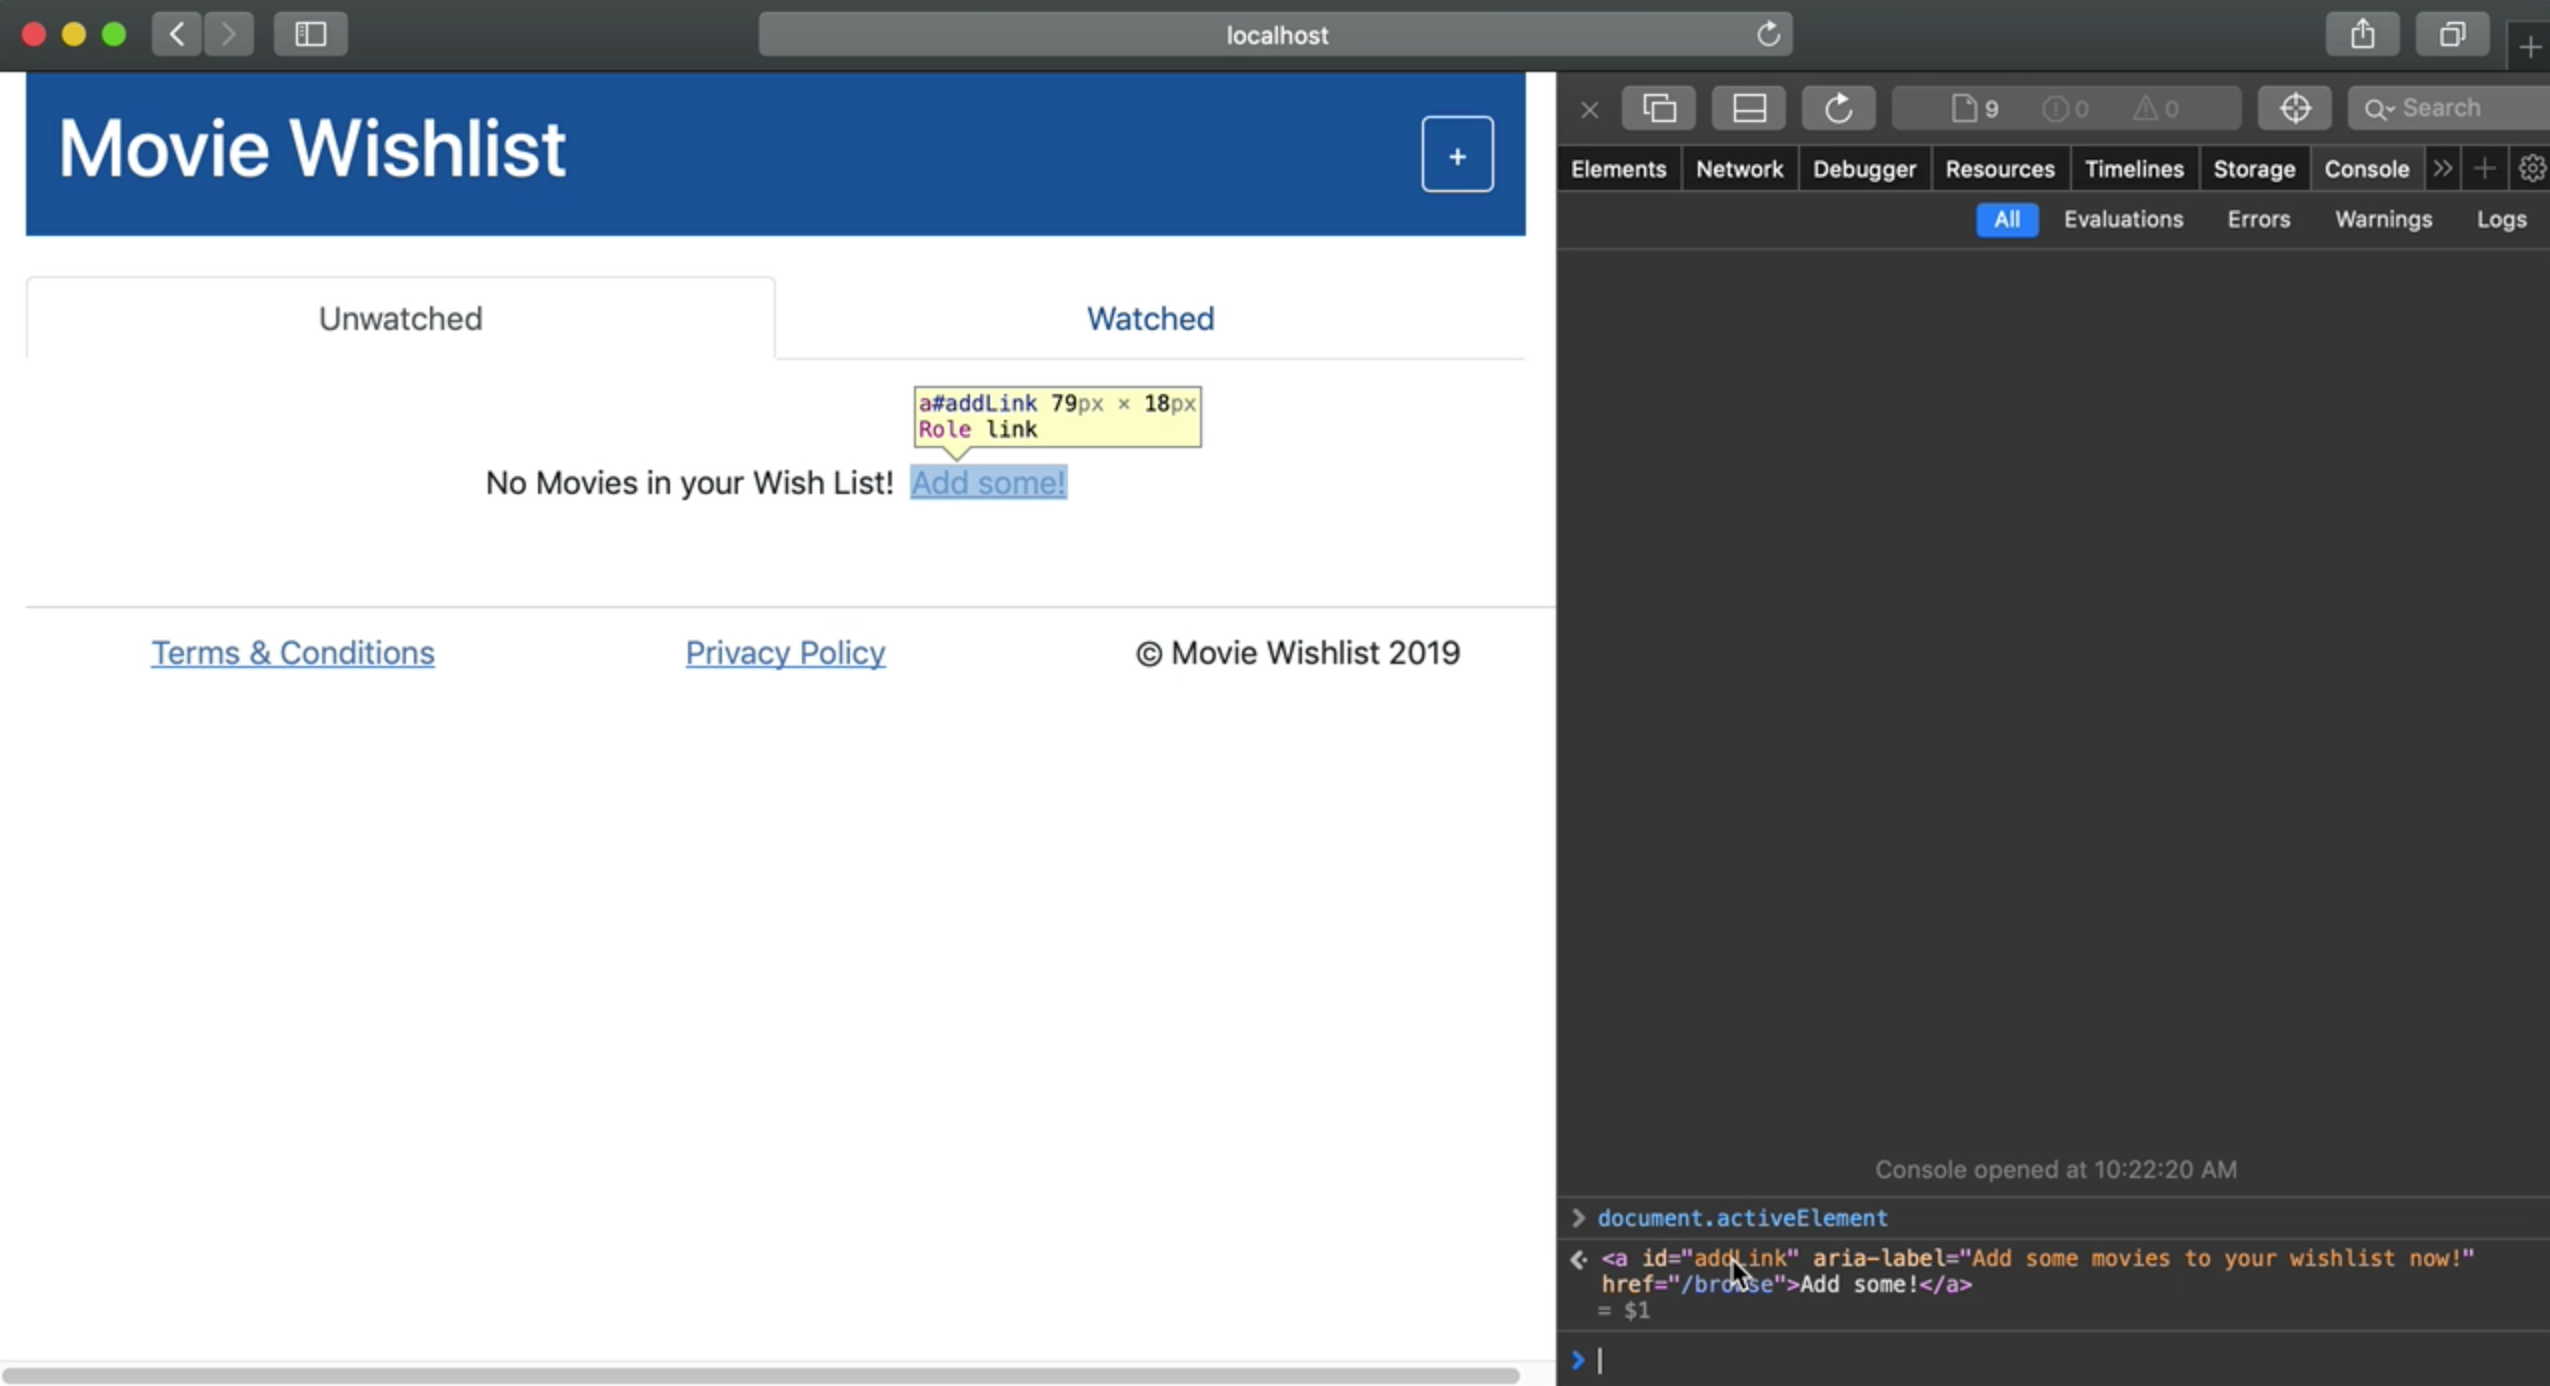 localhost
Movie Wishlist
+
Unwatched
Watched
a#addLink 79px × 18px
Role link
No Movies in your Wish List! Add some!
Terms & Conditions
Privacy Policy
© Movie Wishlist 2019
9
0
0
Search
Elements
Network
Debugger
Resources
Timelines
Storage
Console
All
Evaluations
Errors
Warnings
Logs
Console opened at 10:22:20 AM
document.activeElement
<a id="addLink" aria-label="Add some movies to your wishlist now!"
href="/browse">Add some!</a>
= $1